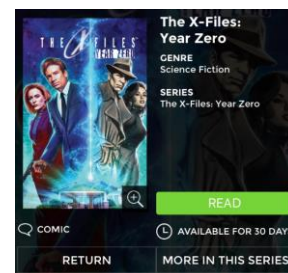 The X-Files:
Year Zero
THE X FILES
YEAR ZERO
GENRE
Science Fiction
SERIES
The X-Files: Year Zero
READ
COMIC
AVAILABLE FOR 30 DAY
RETURN
MORE IN THIS SERIES